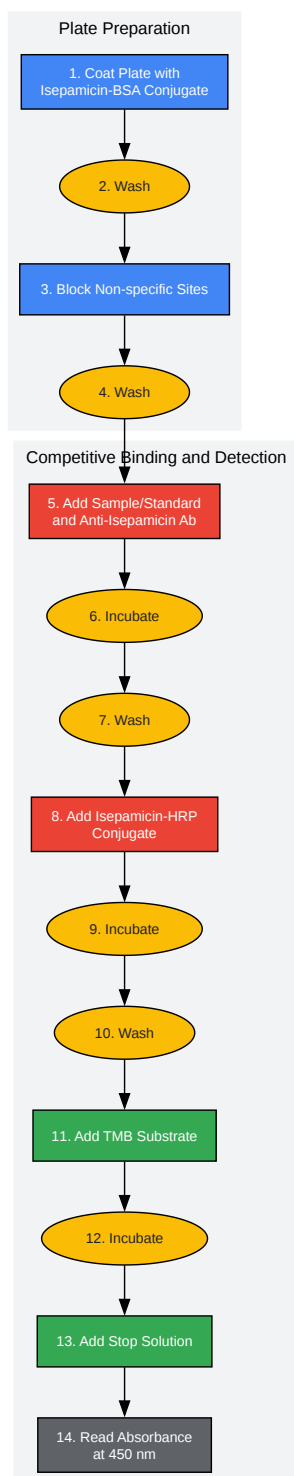 Plate Preparation
1. Coat Plate with
Isepamicin-BSA Conjugate
2. Wash
3. Block Non-specific Sites
4. Wash
Competitive Binding and Detection
5. Add Sample/Standard
and Anti-Isepamicin Ab
6. Incubate
7. Wash
8. Add Isepamicin-HRP
Conjugate
9. Incubate
10. Wash
11. Add TMB Substrate
12. Incubate
13. Add Stop Solution
14. Read Absorbance
at 450 nm